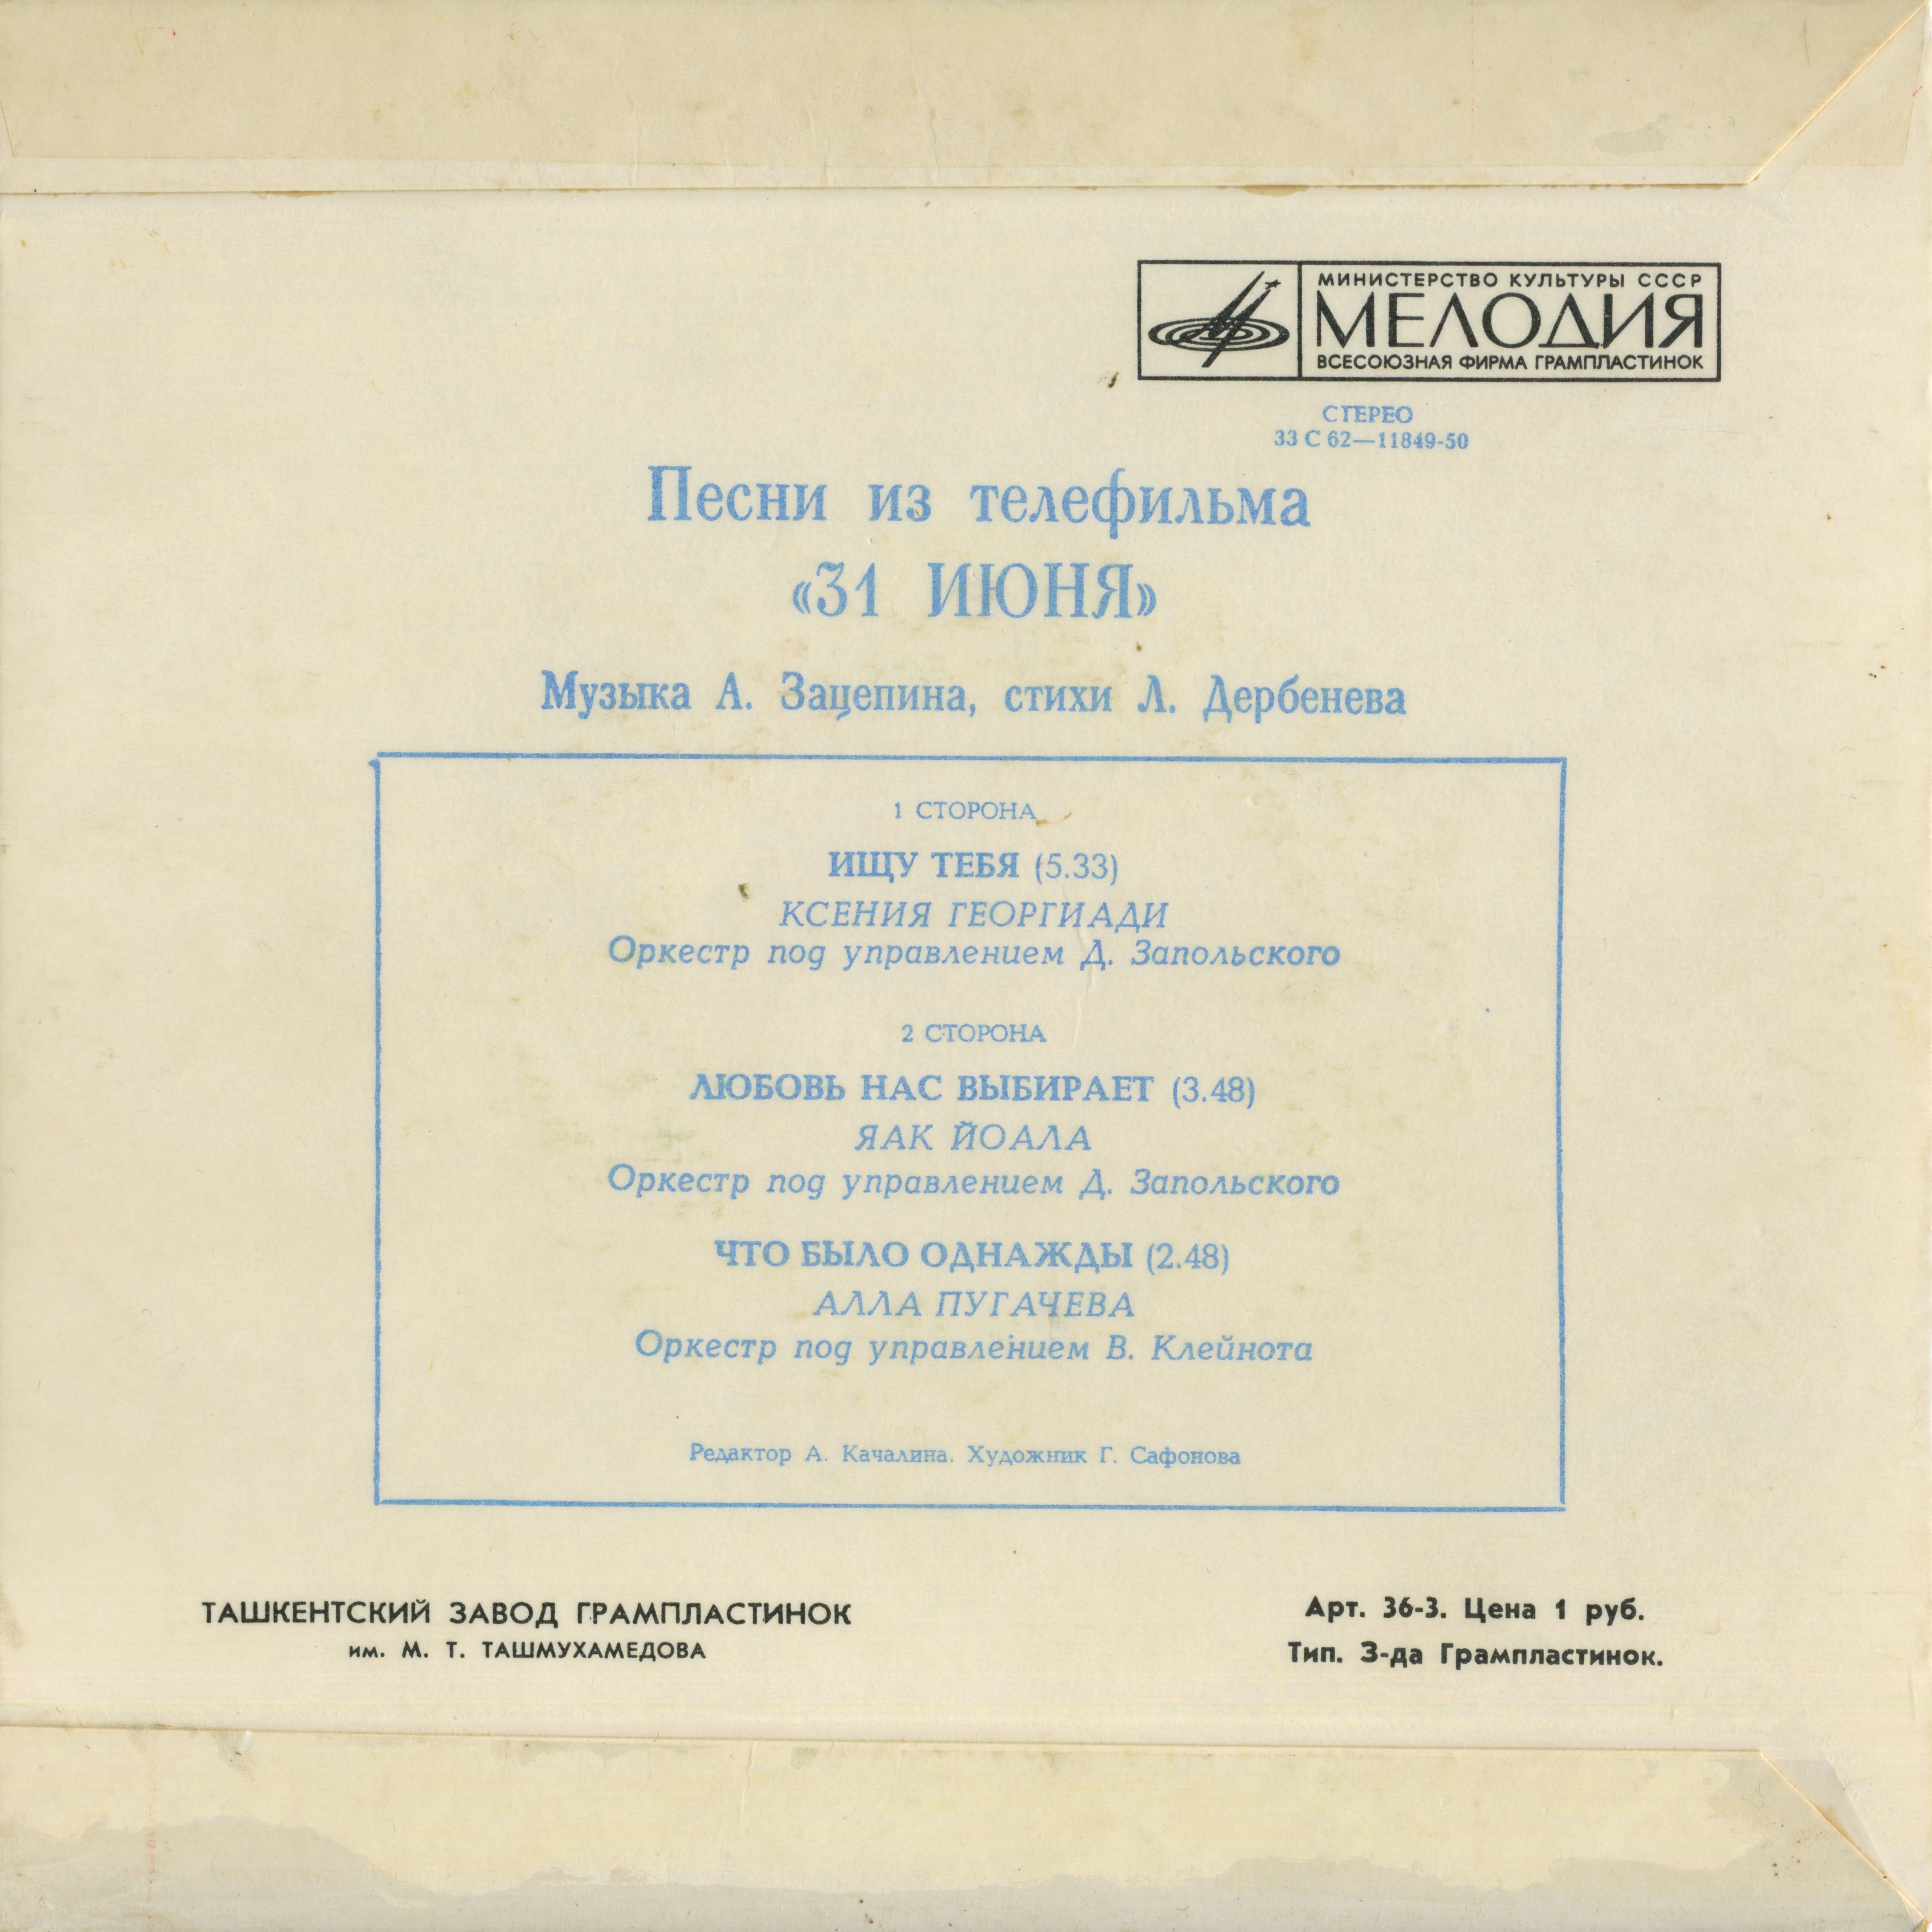 МИНИСТЕРСТВО КУЛЬТУРЫ СССР
МЕЛОДИЯ
ВСЕСОЮЗНАЯ ФИРМА ГРАМПЛАСТИНОК
СТЕРЕО
33 С 62—11849-50
Песни из телефильма
«31 ИЮНЯ»
Музыка А. Зацепина, стихи Л. Дербенева
1 СТОРОНА
ИЩУ ТЕБЯ (5.33)
КСЕНИЯ ГЕОРГИАДИ
Оркестр под управлением Д. Запольского
2 СТОРОНА
ЛЮБОВЬ НАС ВЫБИРАЕТ (3.48)
ЯАК ЙОАЛА
Оркестр под управлением Д. Запольского
ЧТО БЫЛО ОДНАЖДЫ (2.48)
АЛЛА ПУГАЧЕВА
Оркестр под управлением В. Клейнота
Редактор А. Качалина. Художник Г. Сафонова
ТАШКЕНТСКИЙ ЗАВОД ГРАМПЛАСТИНОК
им. М. Т. ТАШМУХАМЕДОВА
Арт. 36-3. Цена 1 руб.
Тип. З-да Грампластинок.